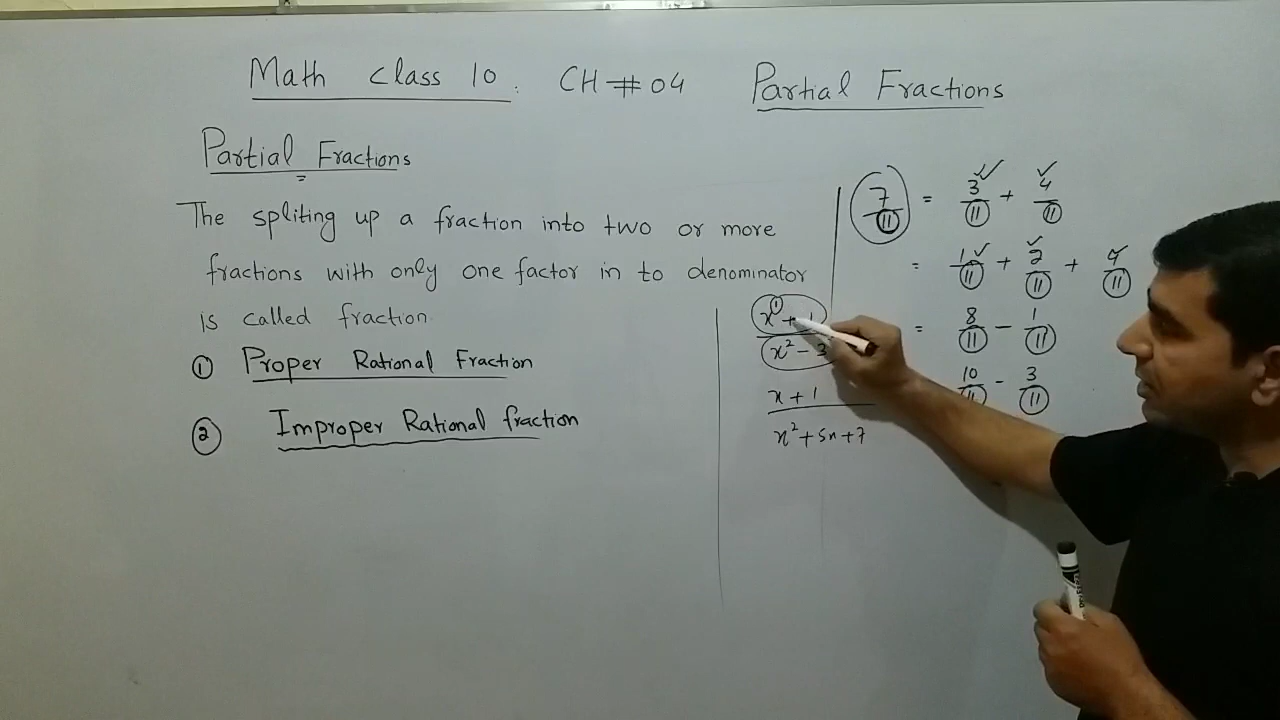 Math Class 10. CH # 04 Partial Fractions
Partial Fractions
The spliting up a fraction into two or more
fractions with only one factor in to denominator
is called fraction
① Proper Rational Fraction
② Improper Rational fraction
7/11 = 3/11 + 4/11
= 1/11 + 2/11 + 4/11
= 8/11 - 1/11
10/11 - 3/11
x^1 + 1
x² - 3
x + 1
x² + 5x + 7